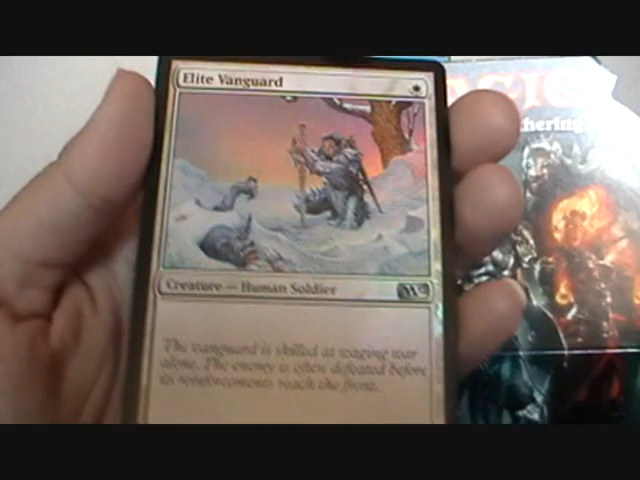 Elite Vanguard
Creature — Human Soldier
The vanguard is skilled at waging war
alone. The enemy is often defeated before
its reinforcements reach the front.